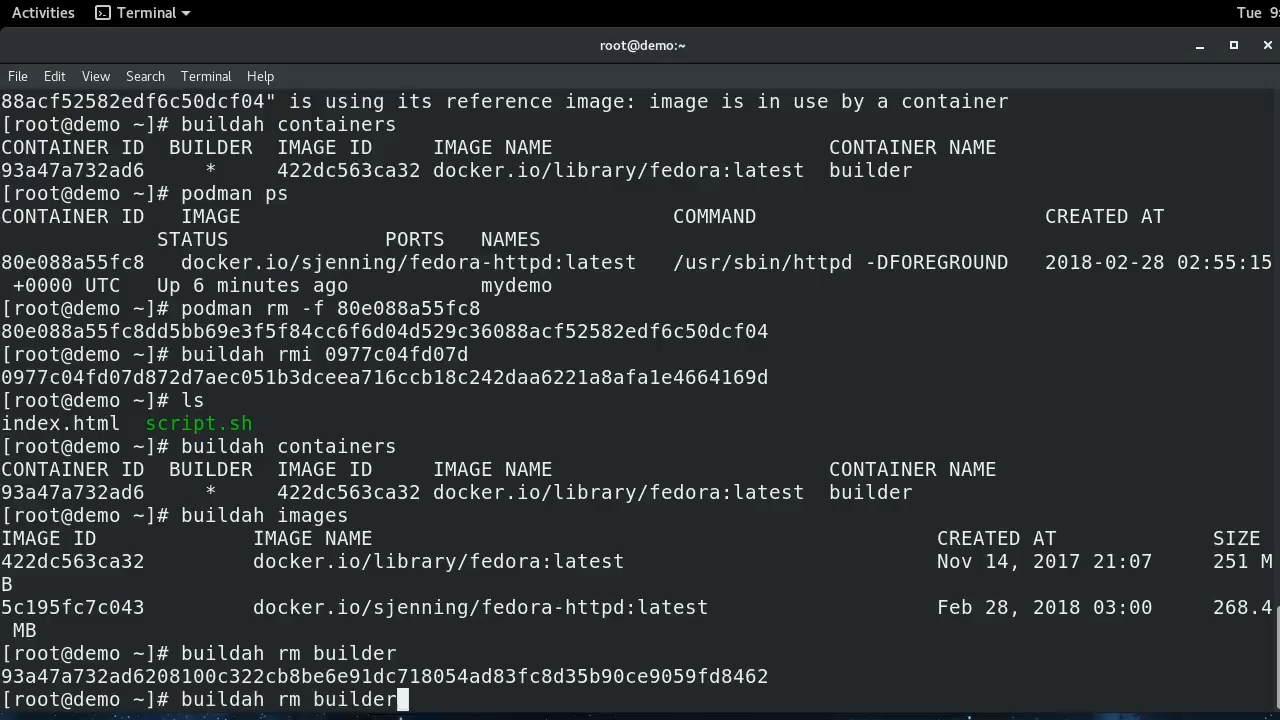 Activities Terminal Tue 9:
root@demo:~
File Edit View Search Terminal Help
88acf52582edf6c50dcf04" is using its reference image: image is in use by a container
[root@demo ~]# buildah containers
CONTAINER ID BUILDER IMAGE ID IMAGE NAME CONTAINER NAME
93a47a732ad6 * 422dc563ca32 docker.io/library/fedora:latest builder
[root@demo ~]# podman ps
CONTAINER ID IMAGE COMMAND CREATED AT
STATUS PORTS NAMES
80e088a55fc8 docker.io/sjenning/fedora-httpd:latest /usr/sbin/httpd -DFOREGROUND 2018-02-28 02:55:15
+0000 UTC Up 6 minutes ago mydemo
[root@demo ~]# podman rm -f 80e088a55fc8
80e088a55fc8dd5bb69e3f5f84cc6f6d04d529c36088acf52582edf6c50dcf04
[root@demo ~]# buildah rmi 0977c04fd07d
0977c04fd07d872d7aec051b3dceea716ccb18c242daa6221a8afa1e4664169d
[root@demo ~]# ls
index.html script.sh
[root@demo ~]# buildah containers
CONTAINER ID BUILDER IMAGE ID IMAGE NAME CONTAINER NAME
93a47a732ad6 * 422dc563ca32 docker.io/library/fedora:latest builder
[root@demo ~]# buildah images
IMAGE ID IMAGE NAME CREATED AT SIZE
422dc563ca32 docker.io/library/fedora:latest Nov 14, 2017 21:07 251 M
B
5c195fc7c043 docker.io/sjenning/fedora-httpd:latest Feb 28, 2018 03:00 268.4
MB
[root@demo ~]# buildah rm builder
93a47a732ad6208100c322cb8be6e91dc718054ad83fc8d35b90ce9059fd8462
[root@demo ~]# buildah rm builder